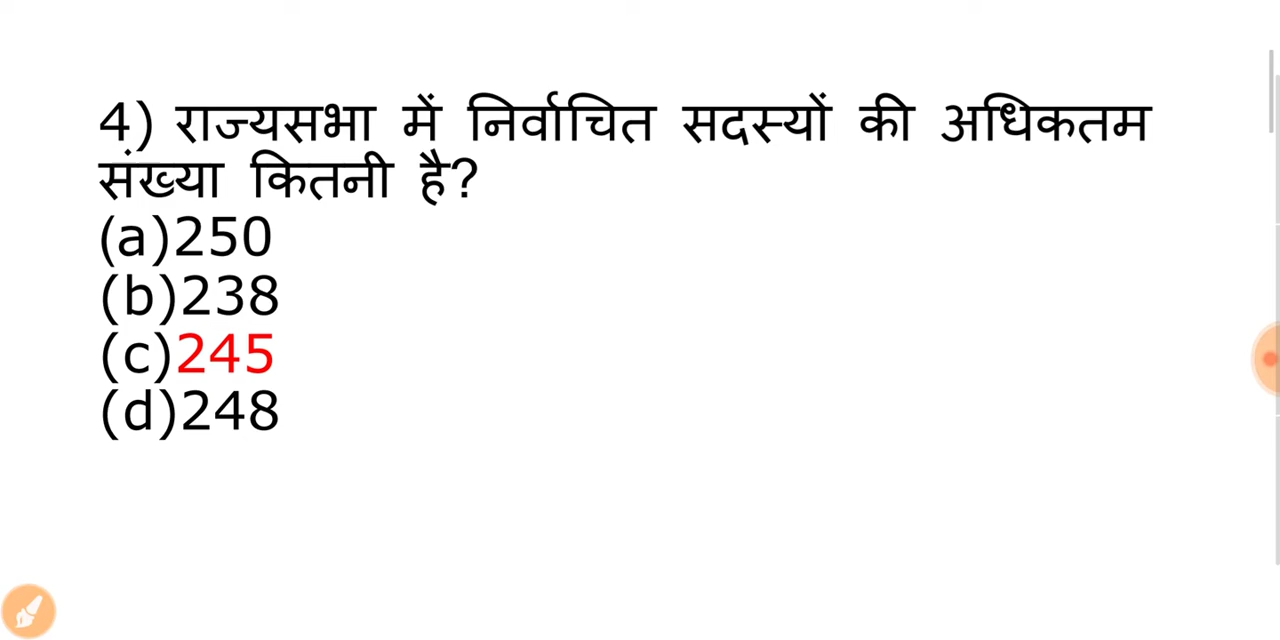 4) राज्यसभा में निर्वाचित सदस्यों की अधिकतम
संख्या कितनी है?
(a)250
(b)238
(c)245
(d)248